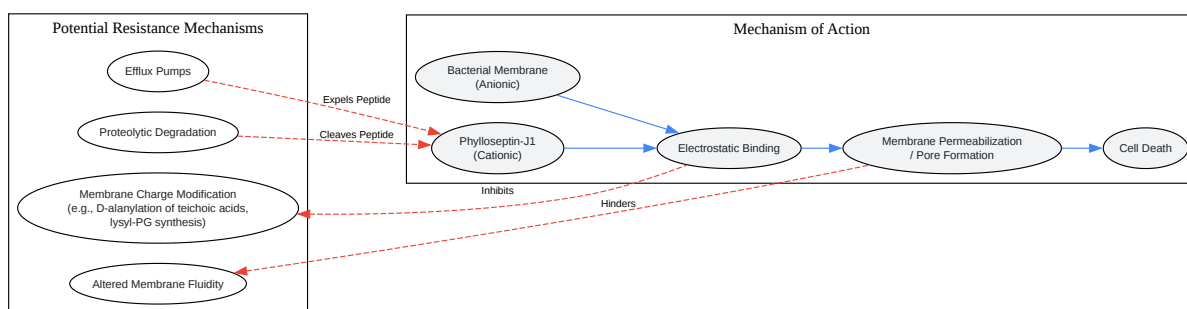 Potential Resistance Mechanisms
Efflux Pumps
Proteolytic Degradation
Membrane Charge Modification
(e.g., D-alanylation of teichoic acids,
lysyl-PG synthesis)
Altered Membrane Fluidity
Expels Peptide
Cleaves Peptide
Inhibits
Hinders
Mechanism of Action
Bacterial Membrane
(Anionic)
Phylloseptin-J1
(Cationic)
Electrostatic Binding
Membrane Permeabilization
/ Pore Formation
Cell Death